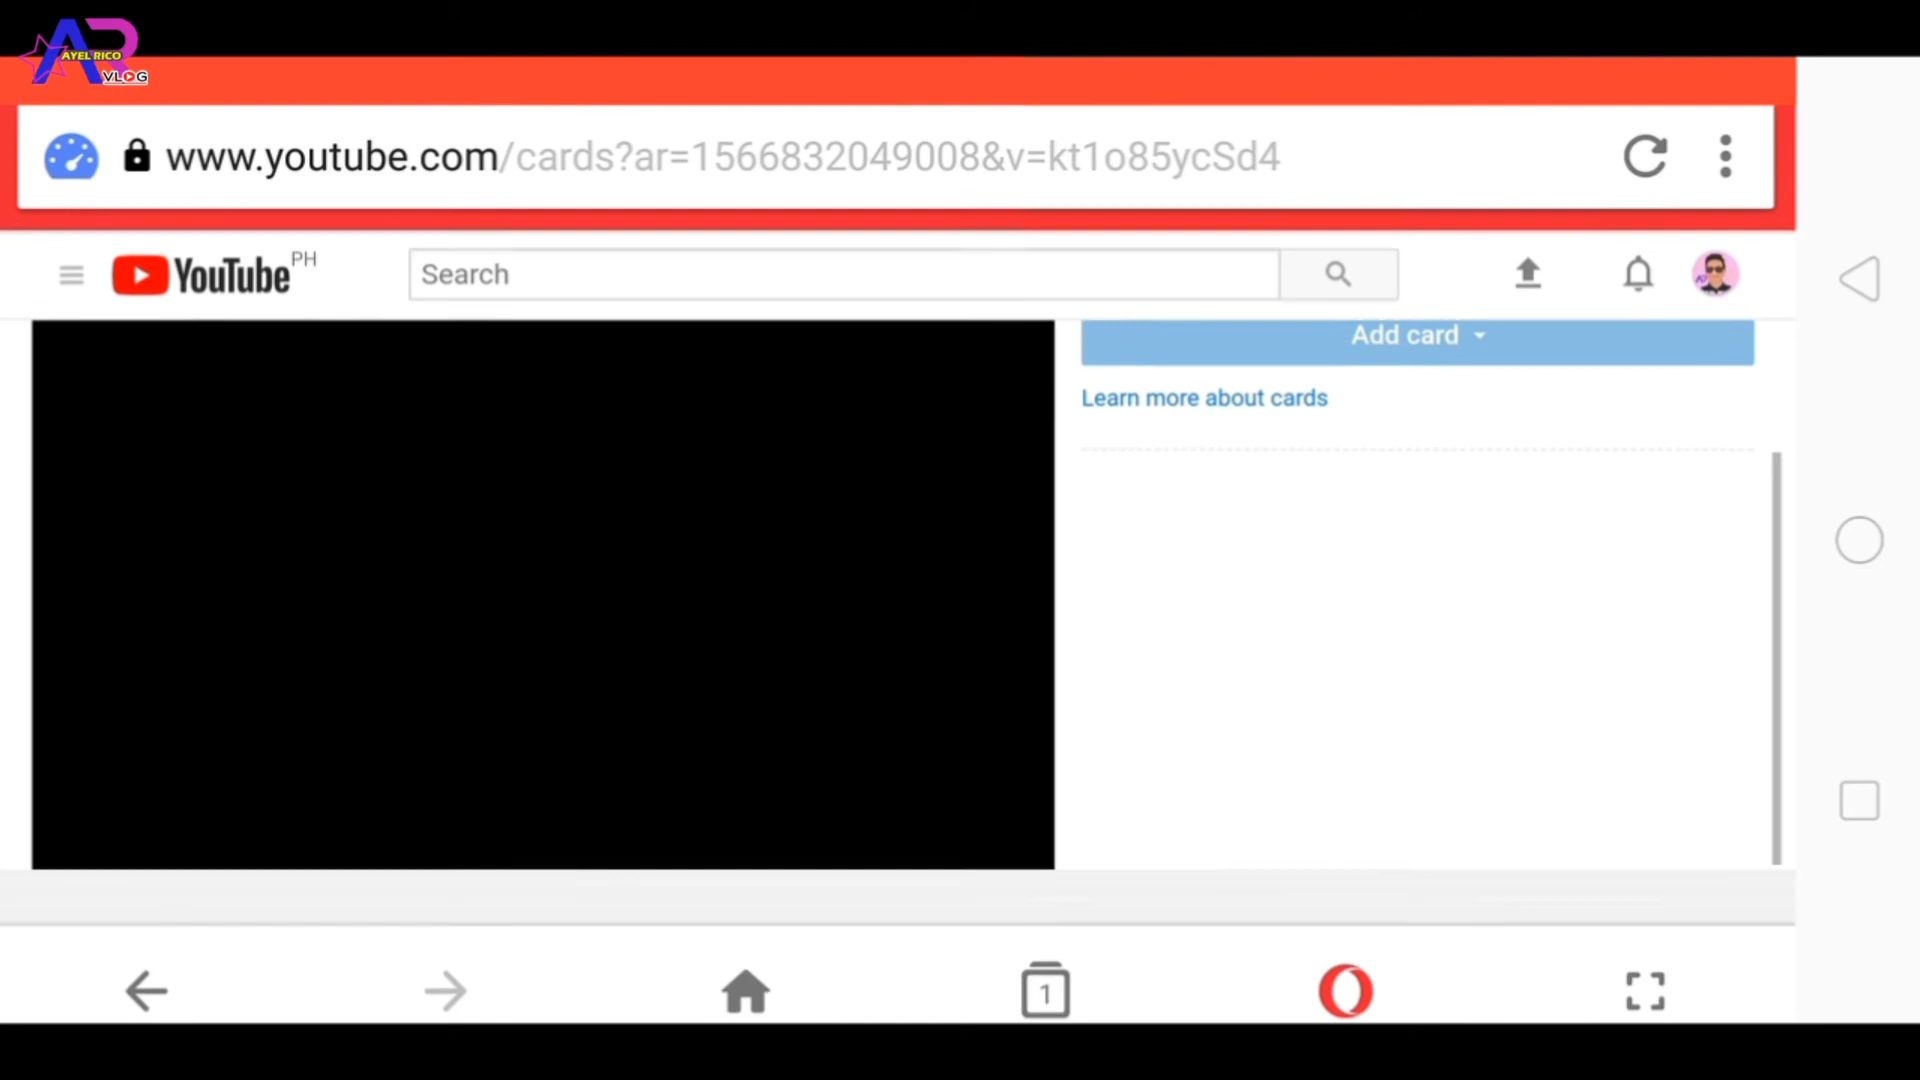 AYEL RICO
VLOG
www.youtube.com/cards?ar=1566832049008&v=kt1o85ycSd4
YouTube PH
Search
Add card
Learn more about cards
1